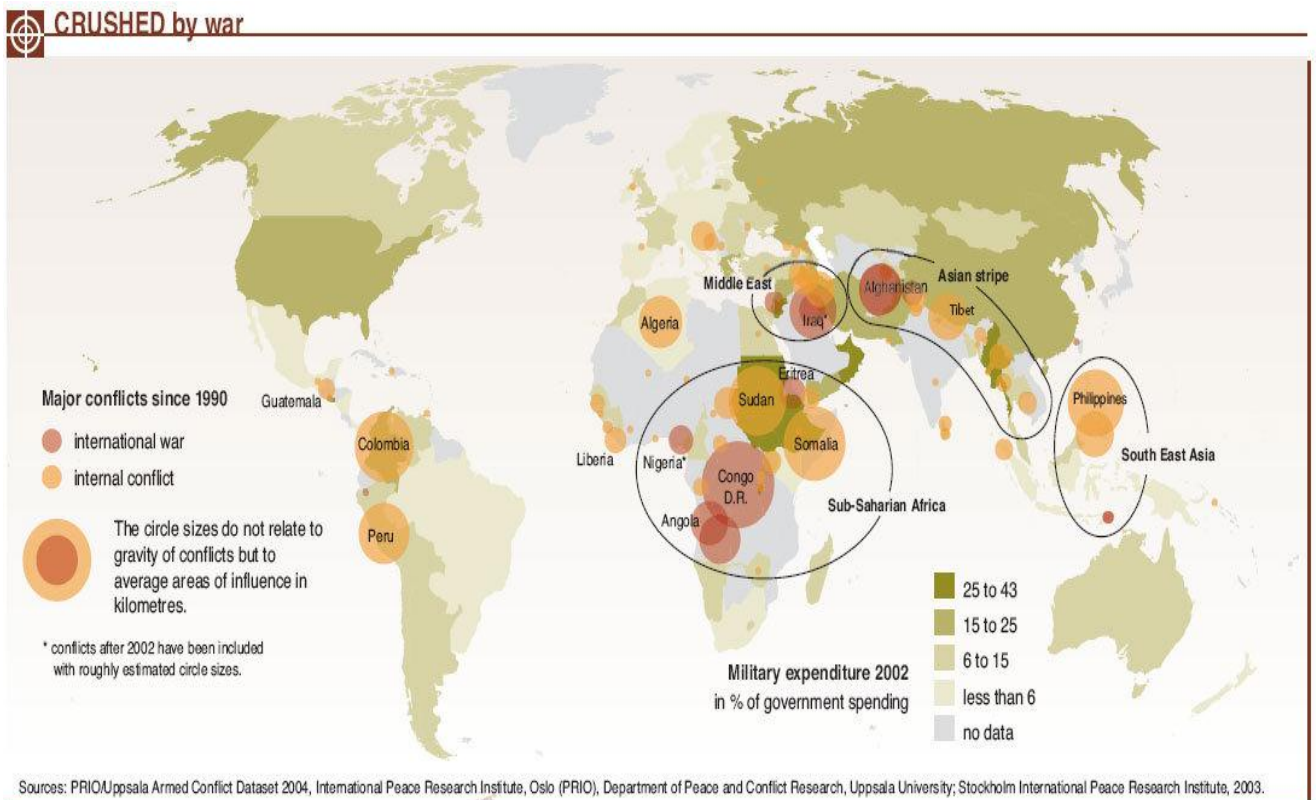 CRUSHED by war
Middle East
Afghanistan
Asian stripe
Iraq*
Tibet
Algeria
Eritrea
Major conflicts since 1990
international war
internal conflict
Guatemala
Colombia
Peru
Sudan
Somalia
Philippines
Liberia
Nigeria*
Congo
D.R.
Angola
South East Asia
Sub-Saharian Africa
The circle sizes do not relate to
gravity of conflicts but to
average areas of influence in
kilometres.
* conflicts after 2002 have been included
with roughly estimated circle sizes.
Military expenditure 2002
in % of government spending
25 to 43
15 to 25
6 to 15
less than 6
no data
Sources: PRIO/Uppsala Armed Conflict Dataset 2004, International Peace Research Institute, Oslo (PRIO), Department of Peace and Conflict Research, Uppsala University; Stockholm International Peace Research Institute, 2003.